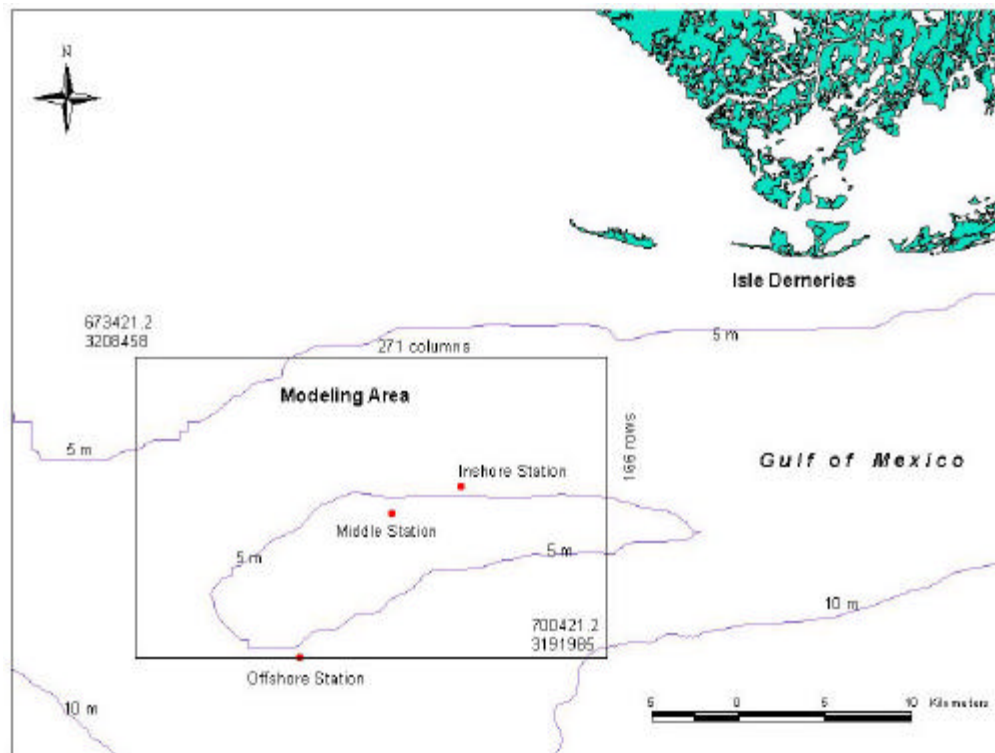 N
Isle Derneries
673421.2
3208458
5 m
271 columns
Modeling Area
5 m
166 rows
Gulf of Mexico
Inshore Station
Middle Station
5 m
5 m
10 m
700421.2
3191985
Offshore Station
10 m
5 0 5 10 Kilometers